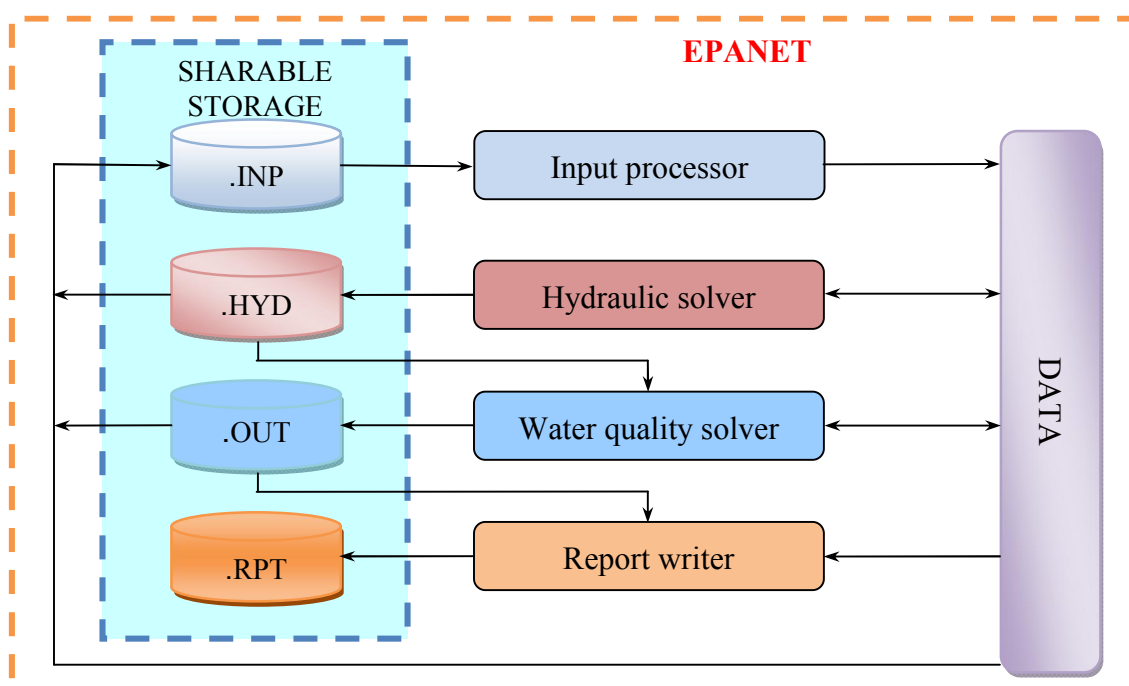 EPANET
SHARABLE
STORAGE
.INP
Input processor
.HYD
Hydraulic solver
.OUT
Water quality solver
.RPT
Report writer
DATA